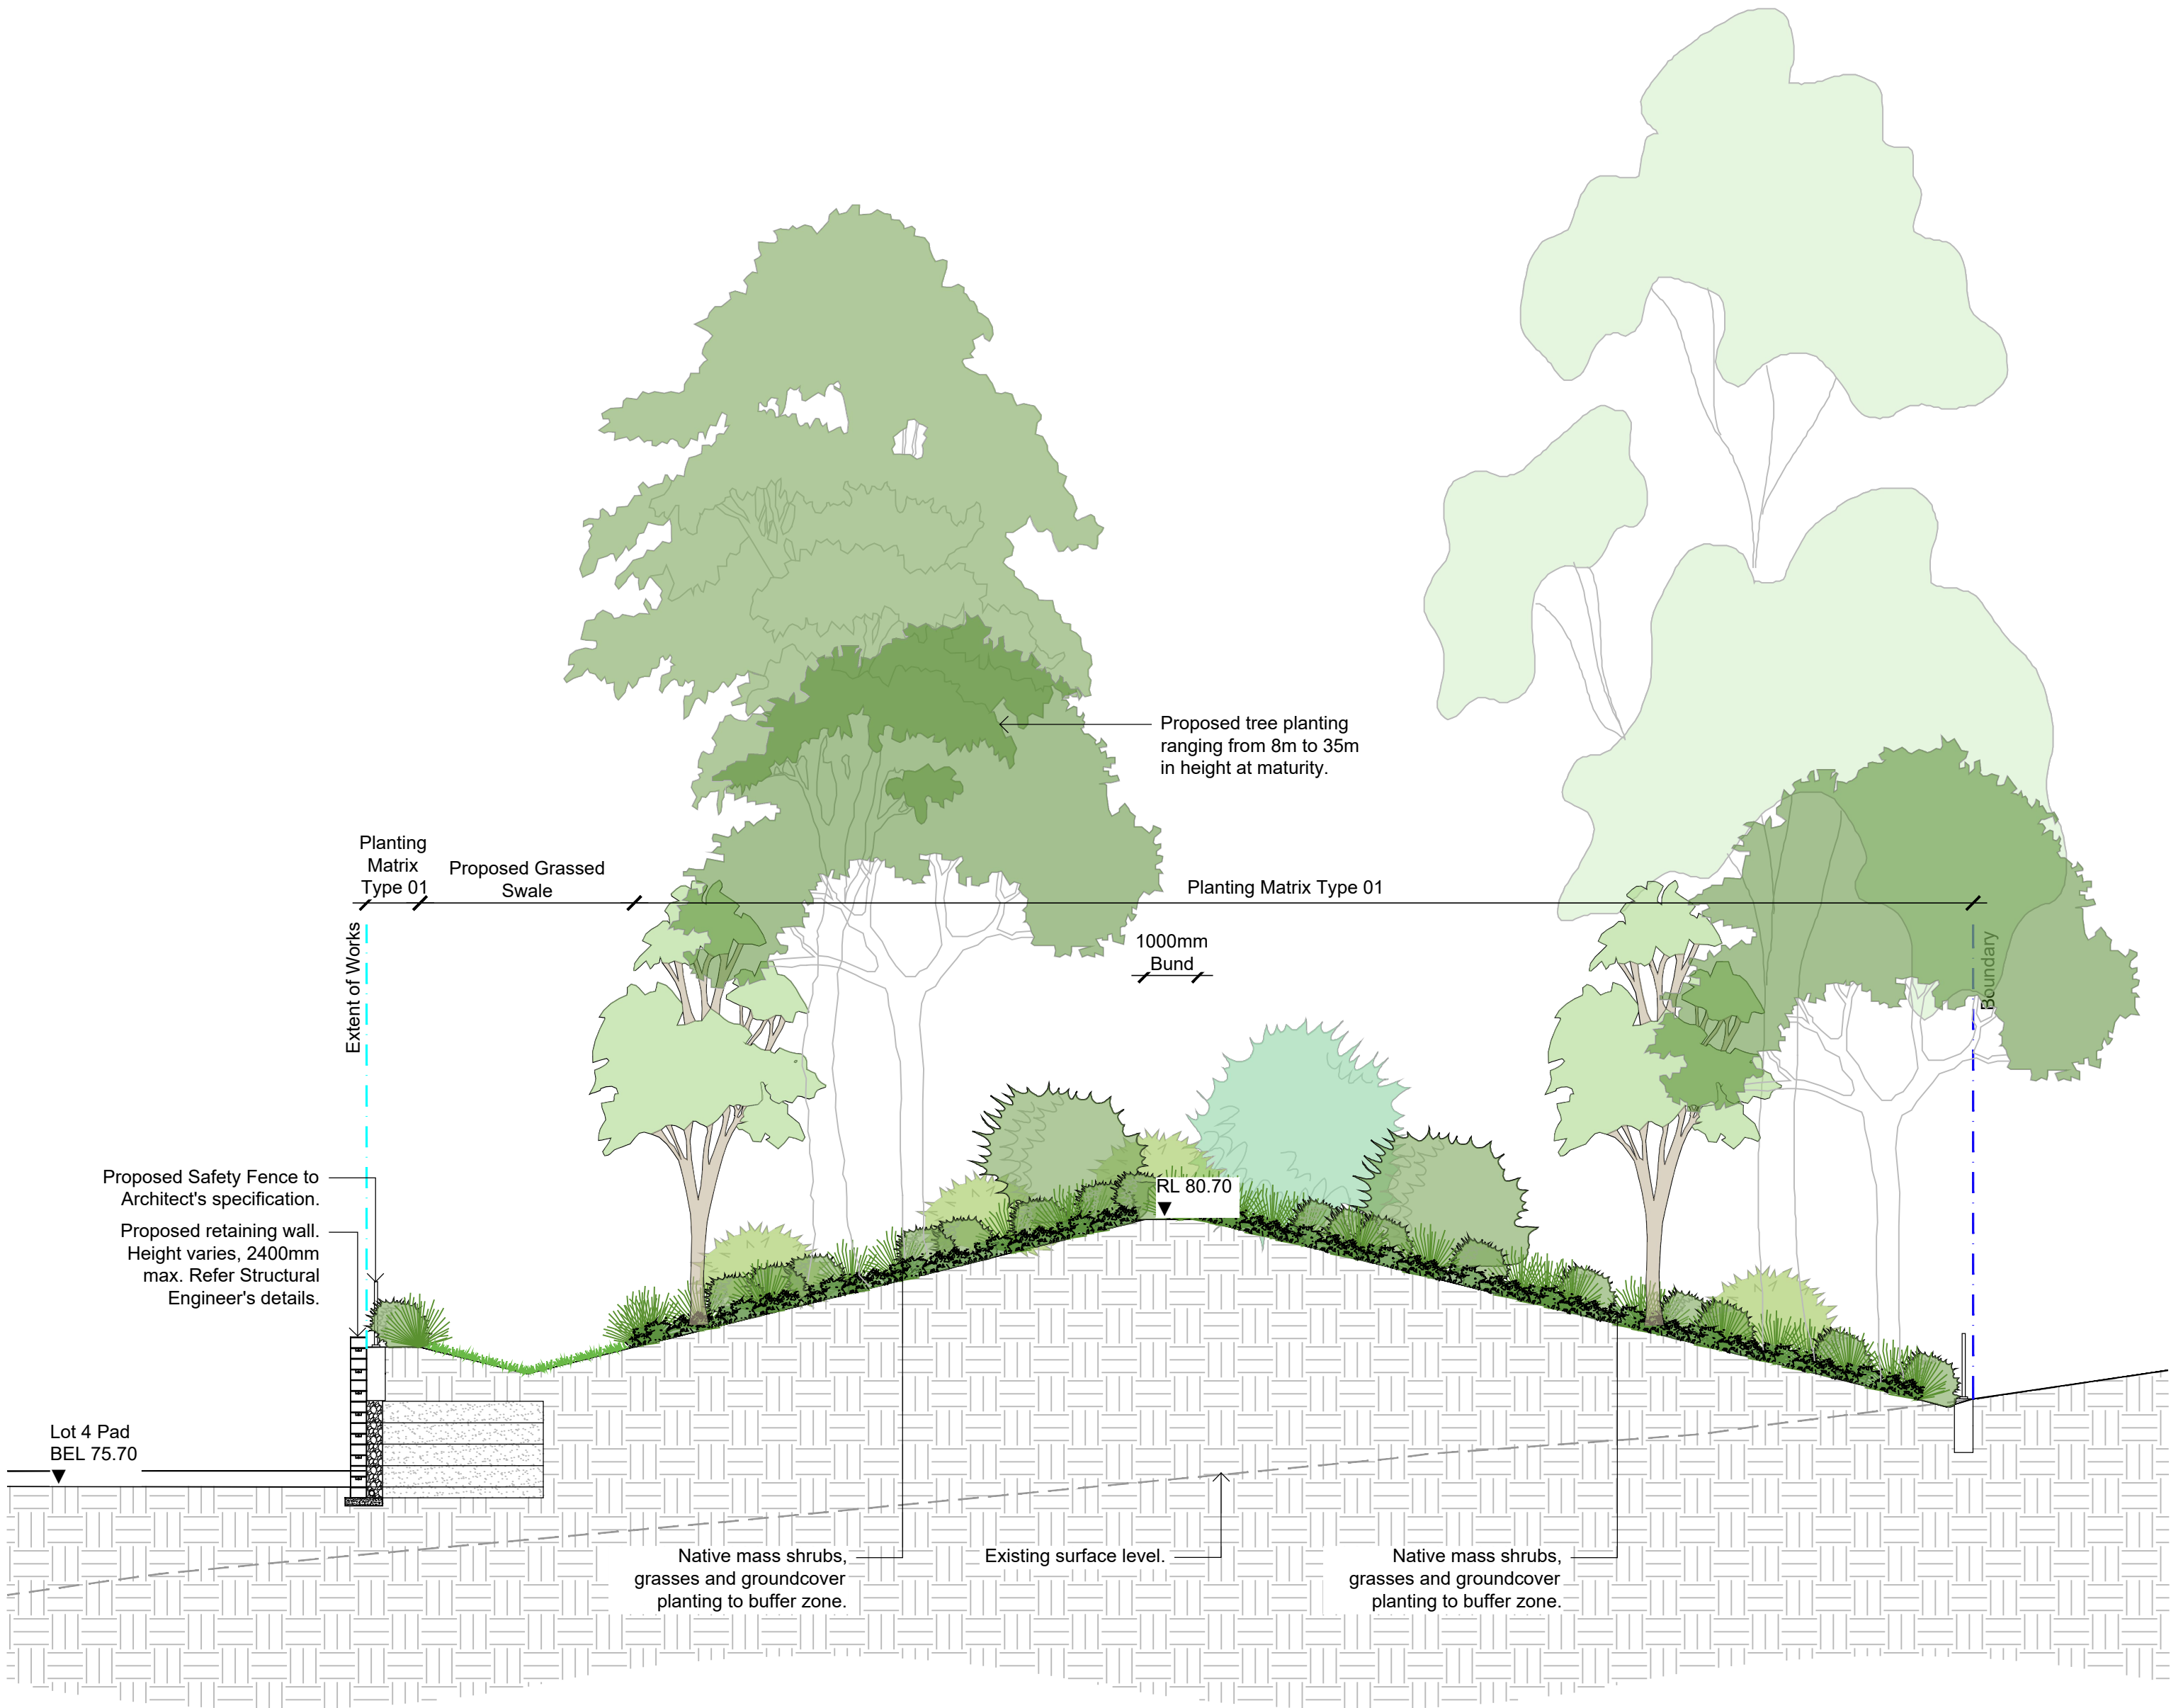 Proposed tree planting
ranging from 8m to 35m
in height at maturity.
Planting
Matrix
Type 01
Proposed Grassed
Swale
Planting Matrix Type 01
1000mm
Bund
Extent of Works
Boundary
Proposed Safety Fence to
Architect's specification.
Proposed retaining wall.
Height varies, 2400mm
max. Refer Structural
Engineer's details.
RL 80.70
Lot 4 Pad
BEL 75.70
Native mass shrubs,
grasses and groundcover
planting to buffer zone.
Existing surface level.
Native mass shrubs,
grasses and groundcover
planting to buffer zone.